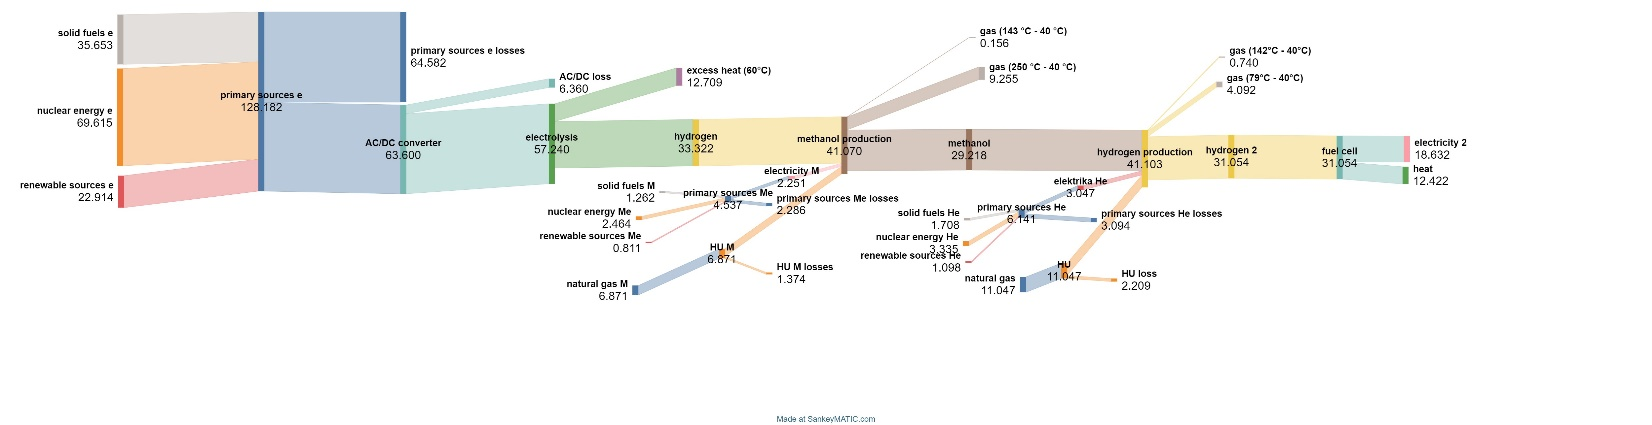 solid fuels e
35.653
nuclear energy e
69.615
renewable sources e
22.914
primary sources e
128.182
primary sources e losses
64.582
AC/DC converter
63.600
AC/DC loss
6.360
electrolysis
57.240
excess heat (60°C)
12.709
hydrogen
33.322
solid fuels M
1.262
nuclear energy Me
2.464
renewable sources Me
0.811
primary sources Me
4.537
electricity M
2.251
primary sources Me losses
2.286
natural gas M
6.871
HU M
6.871
HU M losses
1.374
methanol production
41.070
gas (143 °C - 40 °C)
0.156
gas (250 °C - 40 °C)
9.255
methanol
29.218
solid fuels He
1.708
nuclear energy He
3.335
renewable sources He
1.098
primary sources He
6.141
elektrika He
3.047
primary sources He losses
3.094
natural gas
11.047
HU
11.047
HU loss
2.209
hydrogen production
41.103
gas (142°C - 40°C)
0.740
gas (79°C - 40°C)
4.092
hydrogen 2
31.054
fuel cell
31.054
electricity 2
18.632
heat
12.422
Made at SankeyMATIC.com